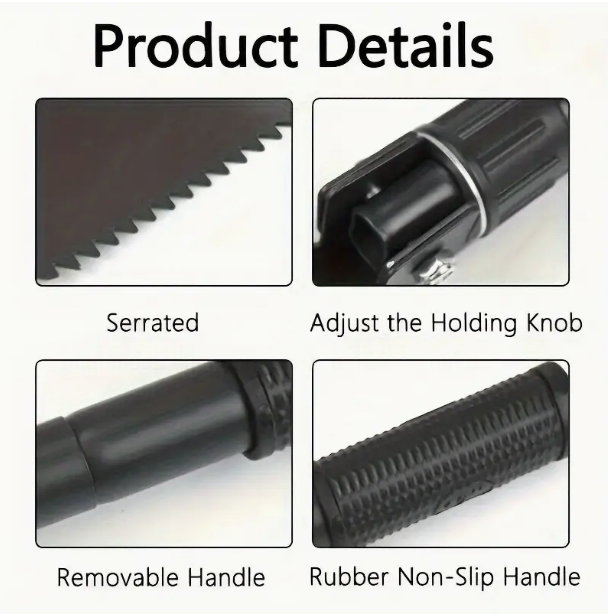 Product Details
Serrated
Adjust the Holding Knob
Removable Handle
Rubber Non-Slip Handle